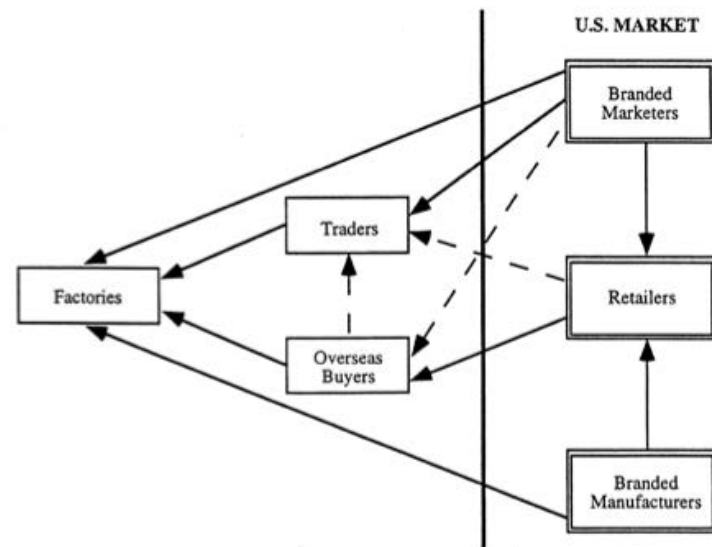 U.S. MARKET
Branded
Marketers
Traders
Factories
Retailers
Overseas
Buyers
Branded
Manufacturers